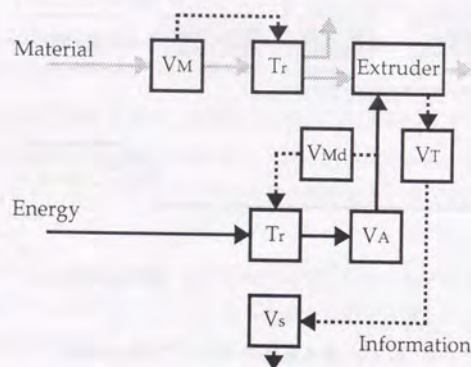 Material
VM
Tr
Extruder
VMd
VT
Energy
Tr
VA
Vs
Information